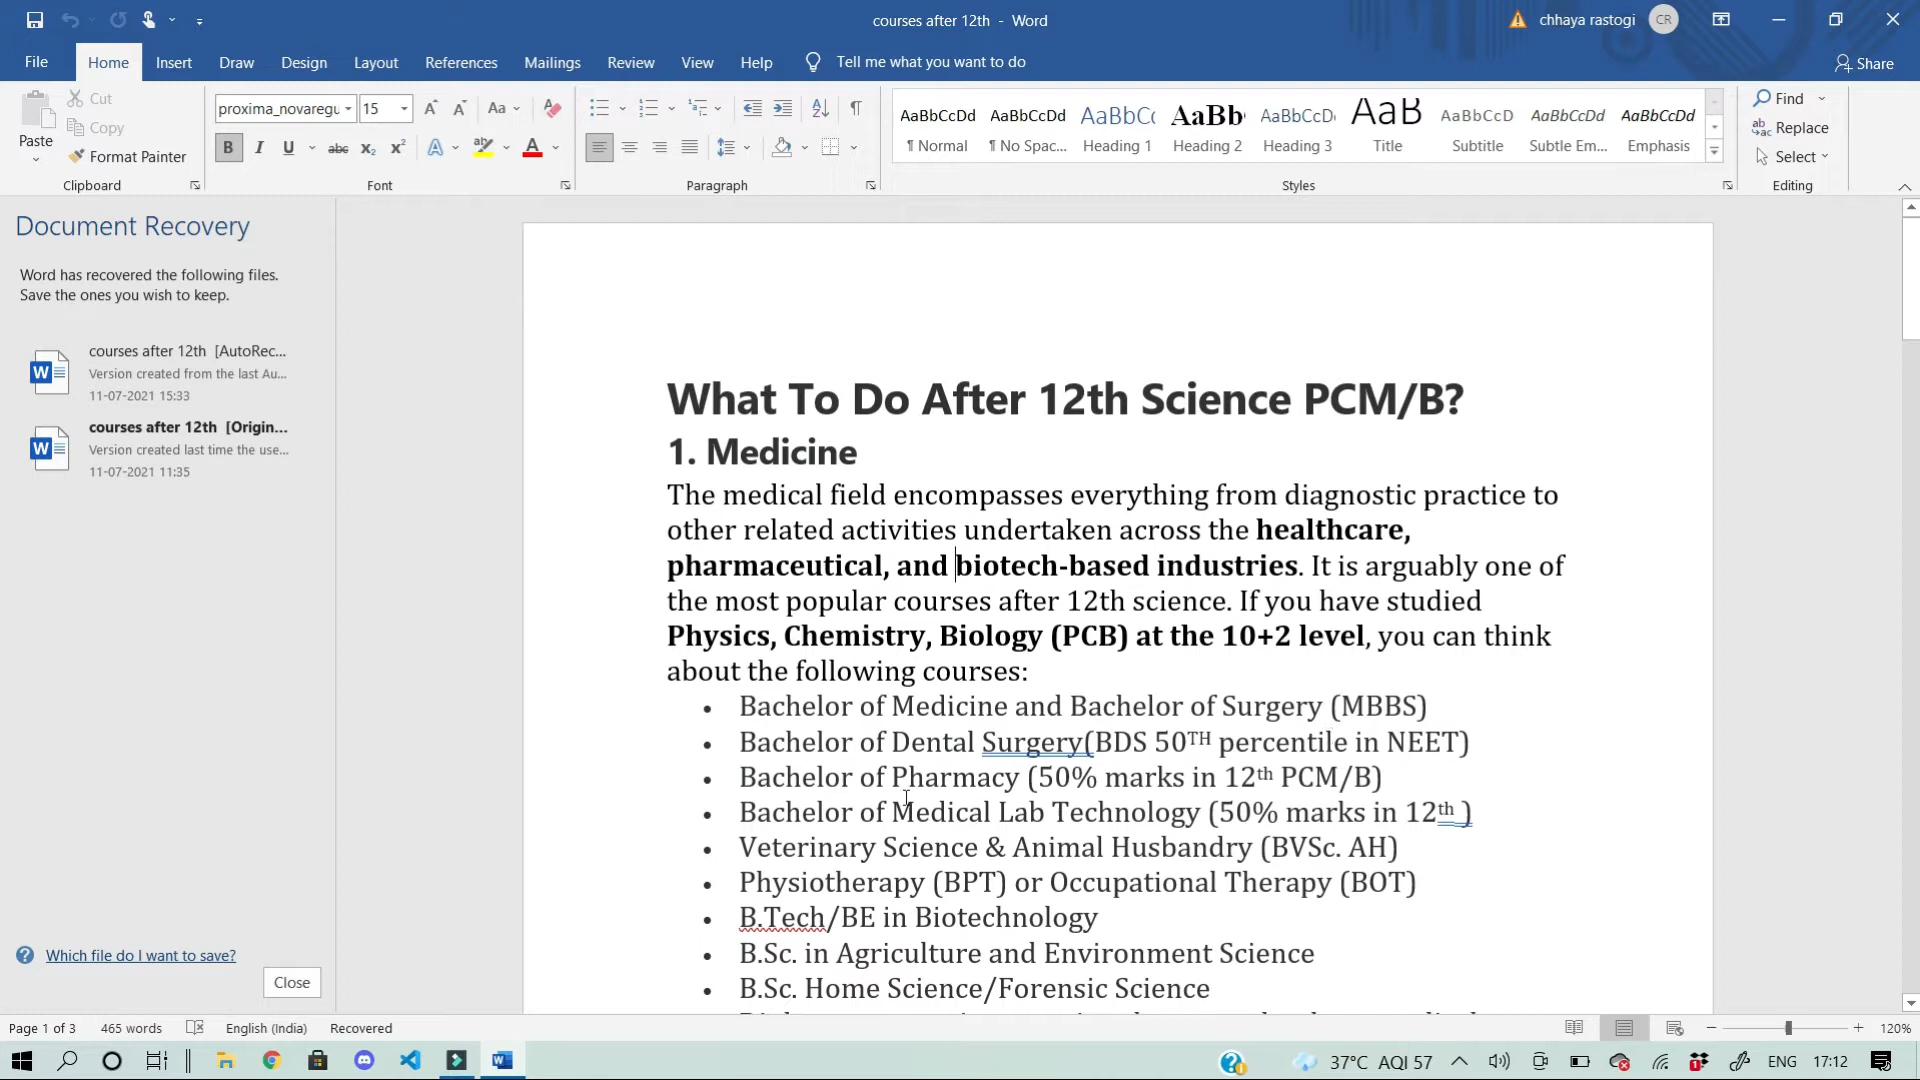 courses after 12th - Word
chhaya rastogi
CR
File
Home
Insert
Draw
Design
Layout
References
Mailings
Review
View
Help
Tell me what you want to do
Share
Paste
Cut
Copy
Format Painter
Clipboard
proxima_novaregu
15
Aa
B I U abc x₂ x²
A
Font
Paragraph
AaBbCcDd
¶ Normal
AaBbCcDd
¶ No Spac...
AaBbCc
Heading 1
AaBb
Heading 2
AaBbCcD
Heading 3
AaB
Title
AaBbCcD
Subtitle
AaBbCcDd
Subtle Em...
AaBbCcDd
Emphasis
Styles
Find
Replace
Select
Editing
Document Recovery
Word has recovered the following files.
Save the ones you wish to keep.
courses after 12th [AutoRec...
Version created from the last Au...
11-07-2021 15:33
courses after 12th [Origin...
Version created last time the use...
11-07-2021 11:35
Which file do I want to save?
Close
What To Do After 12th Science PCM/B?
1. Medicine
The medical field encompasses everything from diagnostic practice to
other related activities undertaken across the healthcare,
pharmaceutical, and biotech-based industries. It is arguably one of
the most popular courses after 12th science. If you have studied
Physics, Chemistry, Biology (PCB) at the 10+2 level, you can think
about the following courses:
• Bachelor of Medicine and Bachelor of Surgery (MBBS)
• Bachelor of Dental Surgery(BDS 50TH percentile in NEET)
• Bachelor of Pharmacy (50% marks in 12th PCM/B)
• Bachelor of Medical Lab Technology (50% marks in 12th )
• Veterinary Science & Animal Husbandry (BVSc. AH)
• Physiotherapy (BPT) or Occupational Therapy (BOT)
• B.Tech/BE in Biotechnology
• B.Sc. in Agriculture and Environment Science
• B.Sc. Home Science/Forensic Science
Page 1 of 3
465 words
English (India)
Recovered
120%
37°C AQI 57
ENG
17:12